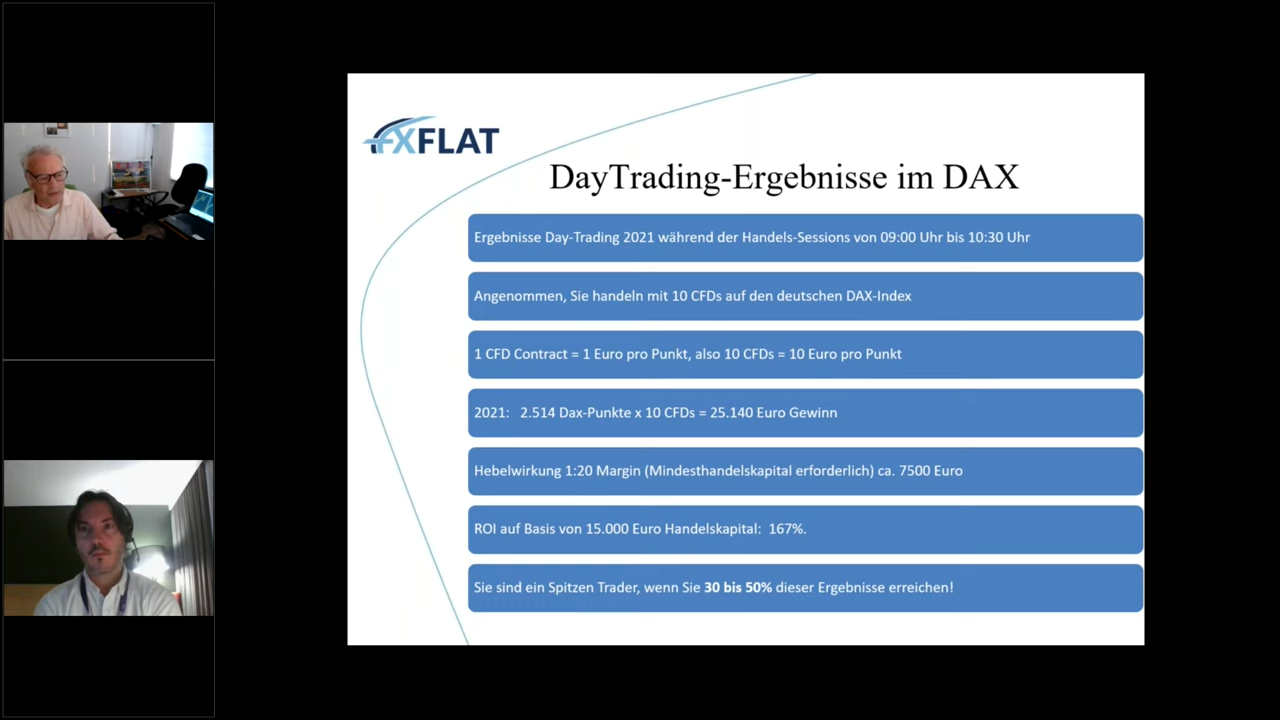 FXFLAT
DayTrading-Ergebnisse im DAX
Ergebnisse Day-Trading 2021 während der Handels-Sessions von 09:00 Uhr bis 10:30 Uhr
Angenommen, Sie handeln mit 10 CFDs auf den deutschen DAX-Index
1 CFD Contract = 1 Euro pro Punkt, also 10 CFDs = 10 Euro pro Punkt
2021: 2.514 Dax-Punkte x 10 CFDs = 25.140 Euro Gewinn
Hebelwirkung 1:20 Margin (Mindesthandelskapital erforderlich) ca. 7500 Euro
ROI auf Basis von 15.000 Euro Handelskapital: 167%.
Sie sind ein Spitzen Trader, wenn Sie 30 bis 50% dieser Ergebnisse erreichen!